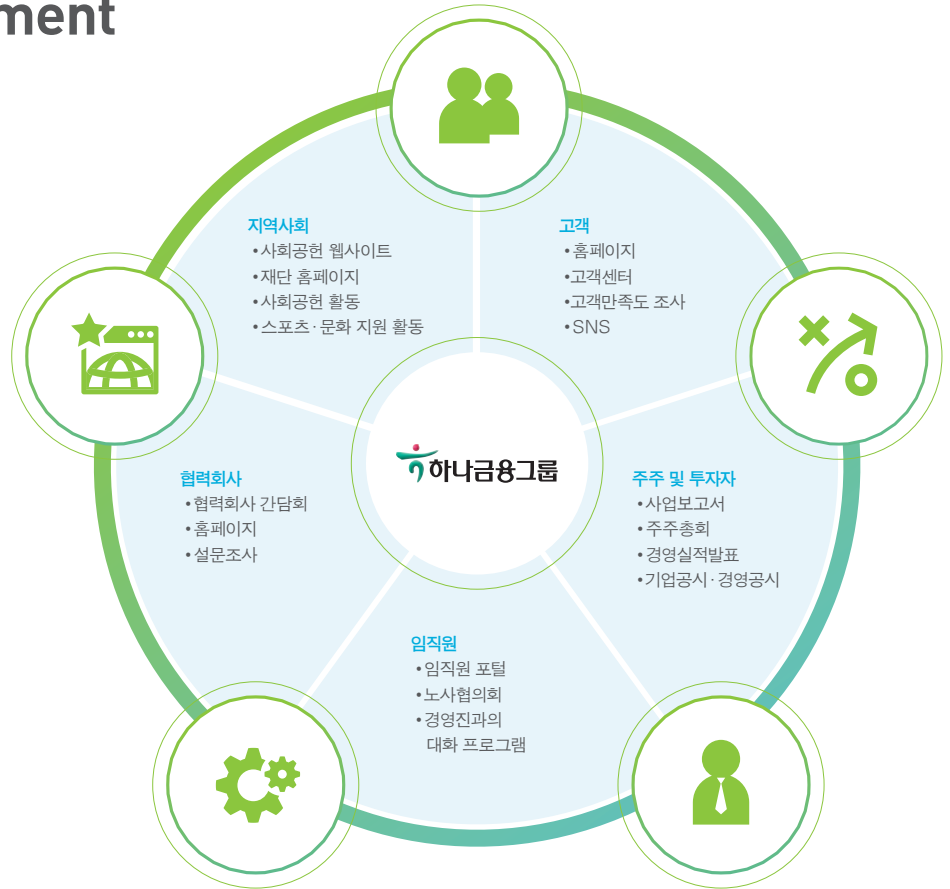 ment
지역사회
•사회공헌 웹사이트
•재단 홈페이지
•사회공헌 활동
•스포츠·문화 지원 활동
고객
•홈페이지
•고객센터
•고객만족도 조사
•SNS
하나금융그룹
협력회사
•협력회사 간담회
•홈페이지
•설문조사
주주 및 투자자
•사업보고서
•주주총회
•경영실적발표
•기업공시·경영공시
임직원
•임직원 포털
•노사협의회
•경영진과의
대화 프로그램